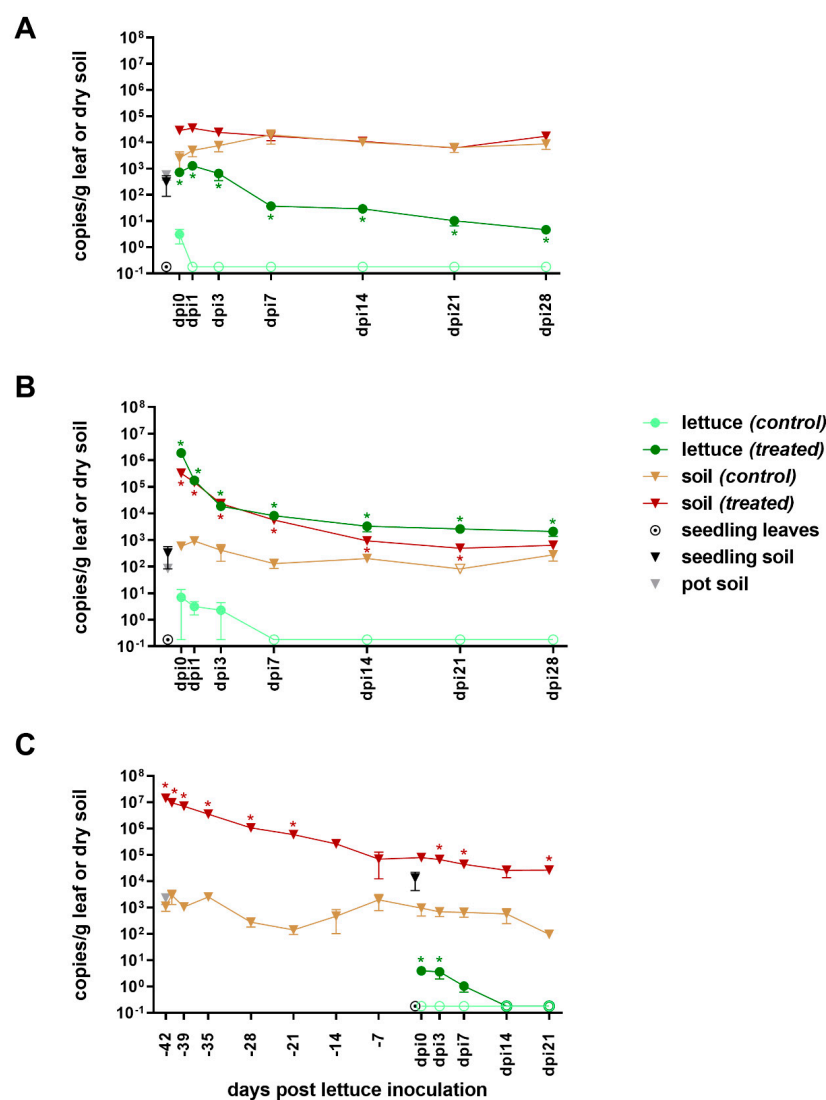 A
copies/g leaf or dry soil
10⁸
10⁷
10⁶
10⁵
10⁴
10³
10²
10¹
10⁰
10⁻¹
dpi0
dpi1
dpi3
dpi7
dpi14
dpi21
dpi28
B
copies/g leaf or dry soil
10⁸
10⁷
10⁶
10⁵
10⁴
10³
10²
10¹
10⁰
10⁻¹
dpi0
dpi1
dpi3
dpi7
dpi14
dpi21
dpi28
lettuce (control)
lettuce (treated)
soil (control)
soil (treated)
seedling leaves
seedling soil
pot soil
C
copies/g leaf or dry soil
10⁸
10⁷
10⁶
10⁵
10⁴
10³
10²
10¹
10⁰
10⁻¹
-42
-39
-35
-28
-21
-14
-7
dpi0
dpi3
dpi7
dpi14
dpi21
days post lettuce inoculation